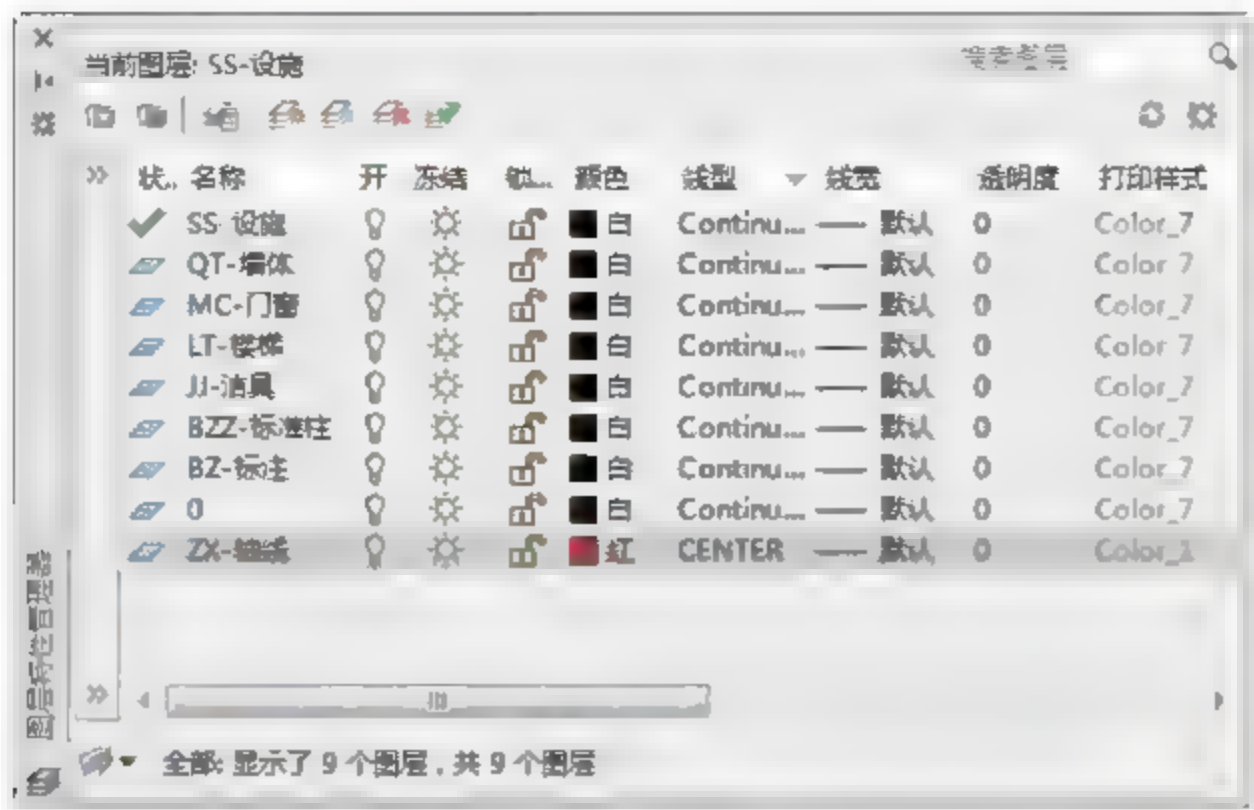 当前图层: SS-设施
搜索图层
状.. 名称 开 冻结 锁... 颜色 线型 线宽 透明度 打印样式
SS-设施 白 Continu... 默认 0 Color_7
QT-墙体 白 Continu... 默认 0 Color_7
MC-门窗 白 Continu... 默认 0 Color_7
LT-楼梯 白 Continu... 默认 0 Color_7
JJ-洁具 白 Continu... 默认 0 Color_7
BZZ-标准柱 白 Continu... 默认 0 Color_7
BZ-标注 白 Continu... 默认 0 Color_7
0 白 Continu... 默认 0 Color_7
ZX-轴线 红 CENTER 默认 0 Color_1
图层特性管理器
全部: 显示了 9 个图层，共 9 个图层